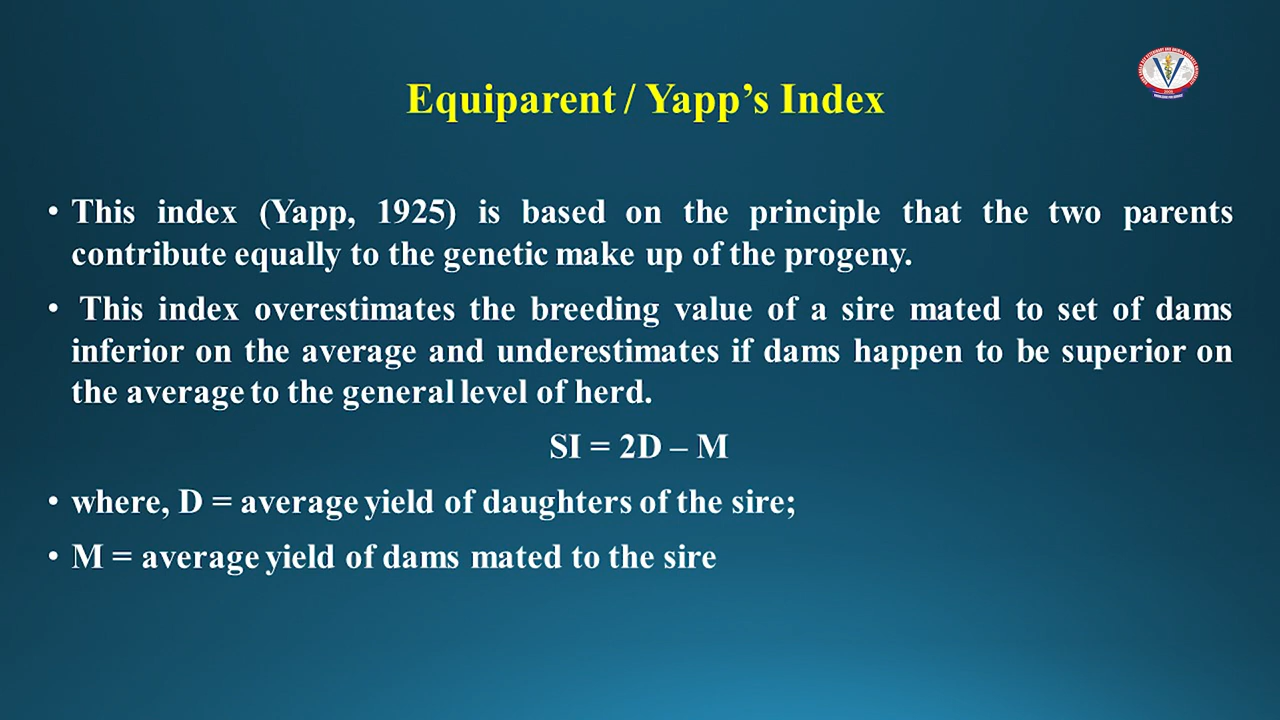 Equiparent / Yapp's Index
• This index (Yapp, 1925) is based on the principle that the two parents
contribute equally to the genetic make up of the progeny.
• This index overestimates the breeding value of a sire mated to set of dams
inferior on the average and underestimates if dams happen to be superior on
the average to the general level of herd.
SI = 2D – M
• where, D = average yield of daughters of the sire;
• M = average yield of dams mated to the sire